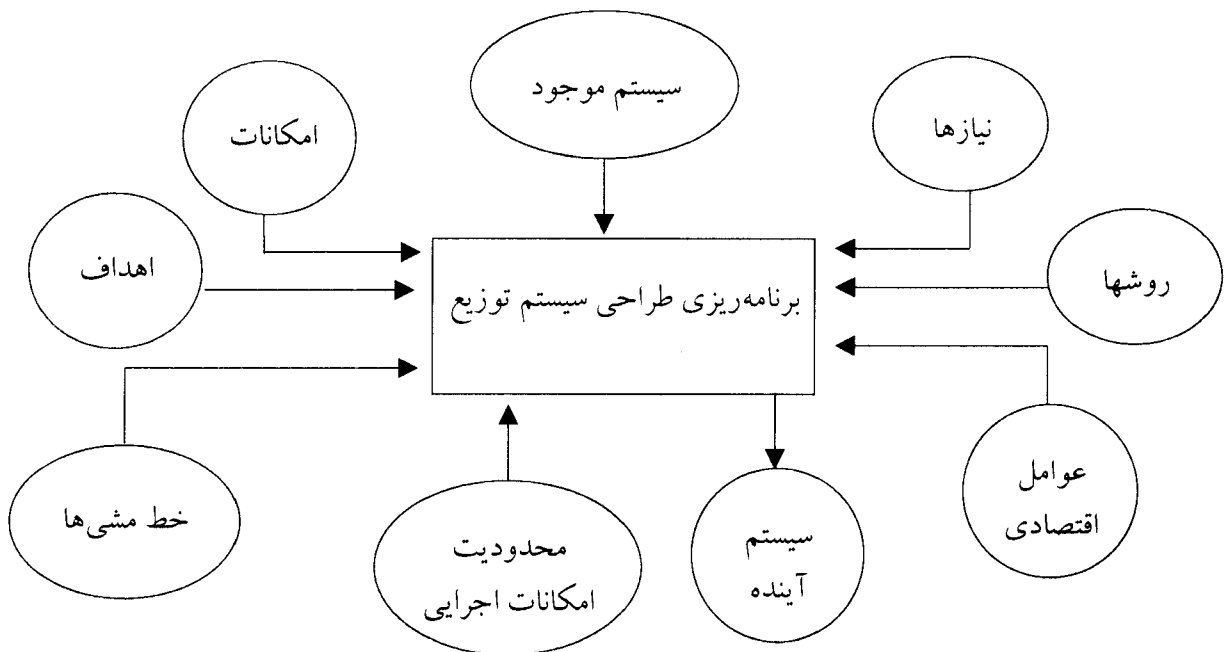 سیستم موجود
نیازها
امکانات
روشها
اهداف
برنامه‌ریزی طراحی سیستم توزیع
عوامل
اقتصادی
خط مشی‌ها
محدودیت
امکانات اجرایی
سیستم
آینده